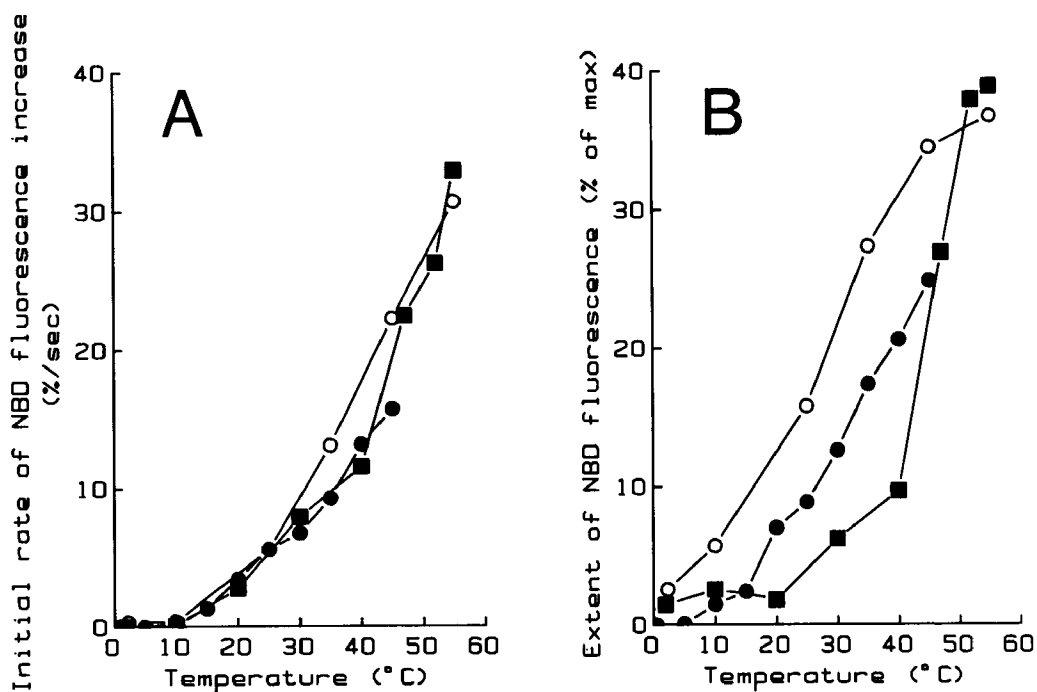 Initial rate of NBD fluorescence increase
(%/sec)
A
40
30
20
10
0
0 10 20 30 40 50 60
Temperature (°C)
Extent of NBD fluorescence (% of max)
B
40
30
20
10
0
0 10 20 30 40 50 60
Temperature (°C)